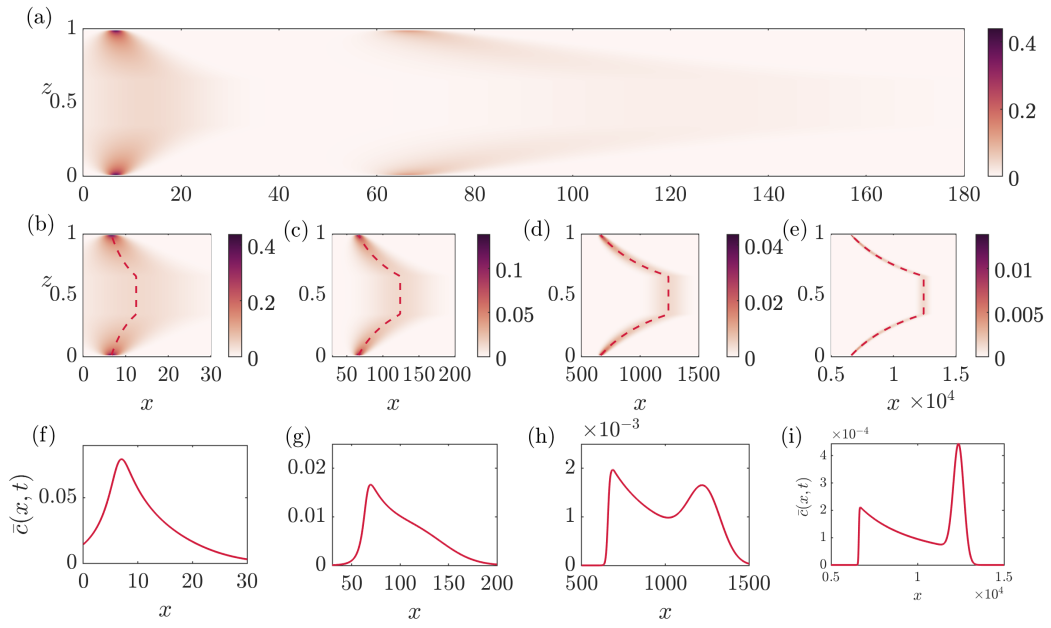 (a)
1
z
0.5
0
0 20 40 60 80 100 120 140 160 180
0.4
0.2
0
(b) (c) (d) (e)
1 0.4 1 0.1 1 0.04 1 0.01
z 0.5 0.2 0.5 0.05 0.5 0.02 0.5 0.005
0 0 0 0 0 0 0 0
0 10 20 30 50 100 150 200 500 1000 1500 0.5 1 1.5
x x x x ×10⁴
(f) (g) (h) (i)
×10⁻³ ×10⁻⁴
c̄(x, t) 0.05 0
0.02 0.01 0
2 1 0
c̄(x,t) 4 3 2 1 0
0 10 20 30 50 100 150 200 500 1000 1500 0.5 1 1.5
x x x x ×10⁴